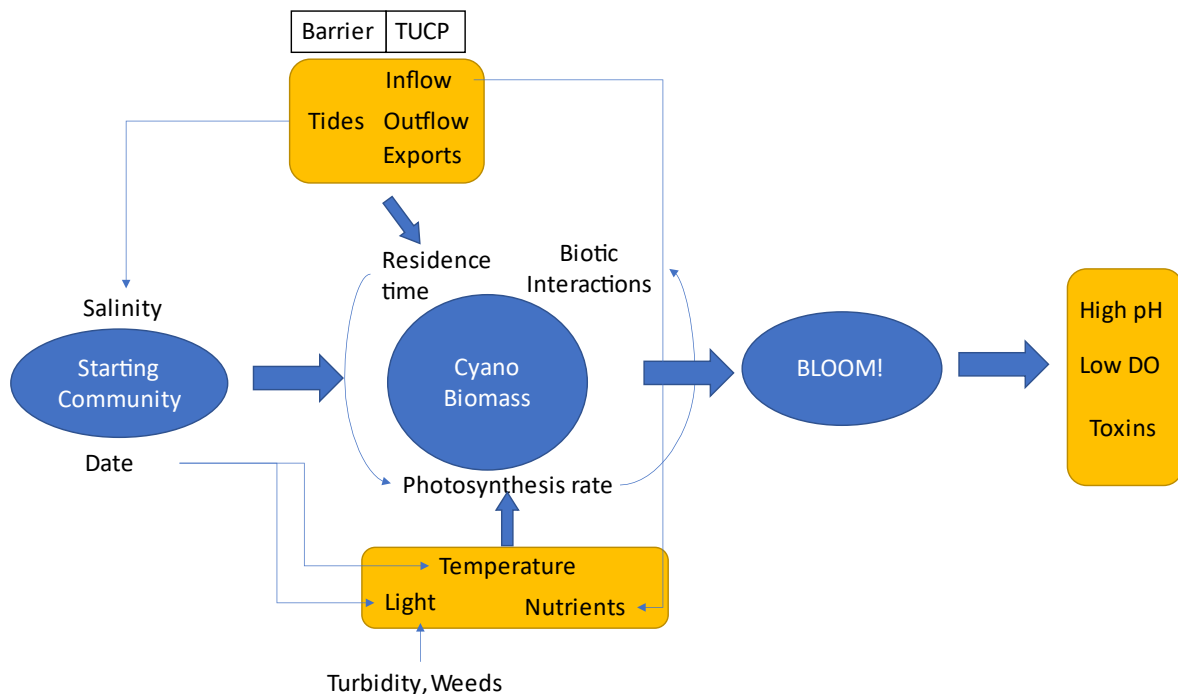 Barrier TUCP
Inflow
Tides Outflow
Exports
Residence
time
Biotic
Interactions
Salinity
Starting
Community
Date
Cyano
Biomass
Photosynthesis rate
BLOOM!
High pH
Low DO
Toxins
Temperature
Light
Nutrients
Turbidity, Weeds